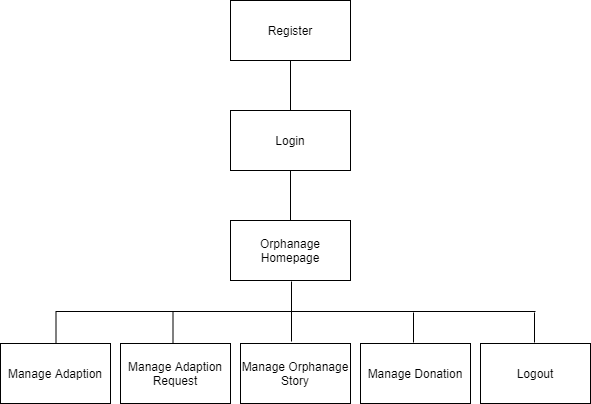 Register
Login
Orphanage
Homepage
Manage Adaption
Manage Adaption
Request
Manage Orphanage
Story
Manage Donation
Logout